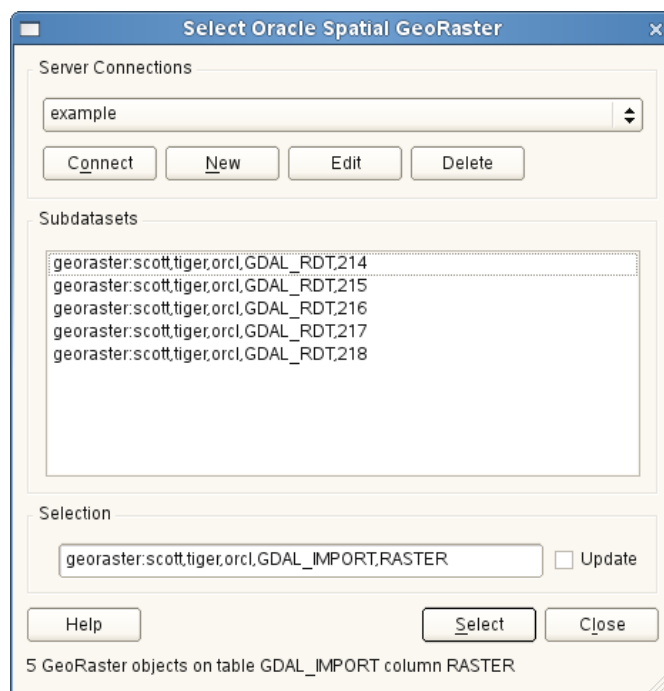 Select Oracle Spatial GeoRaster
Server Connections
example
Connect New Edit Delete
Subdatasets
georaster:scott,tiger,orcl,GDAL_RDT,214
georaster:scott,tiger,orcl,GDAL_RDT,215
georaster:scott,tiger,orcl,GDAL_RDT,216
georaster:scott,tiger,orcl,GDAL_RDT,217
georaster:scott,tiger,orcl,GDAL_RDT,218
Selection
georaster:scott,tiger,orcl,GDAL_IMPORT,RASTER Update
Help Select Close
5 GeoRaster objects on table GDAL_IMPORT column RASTER